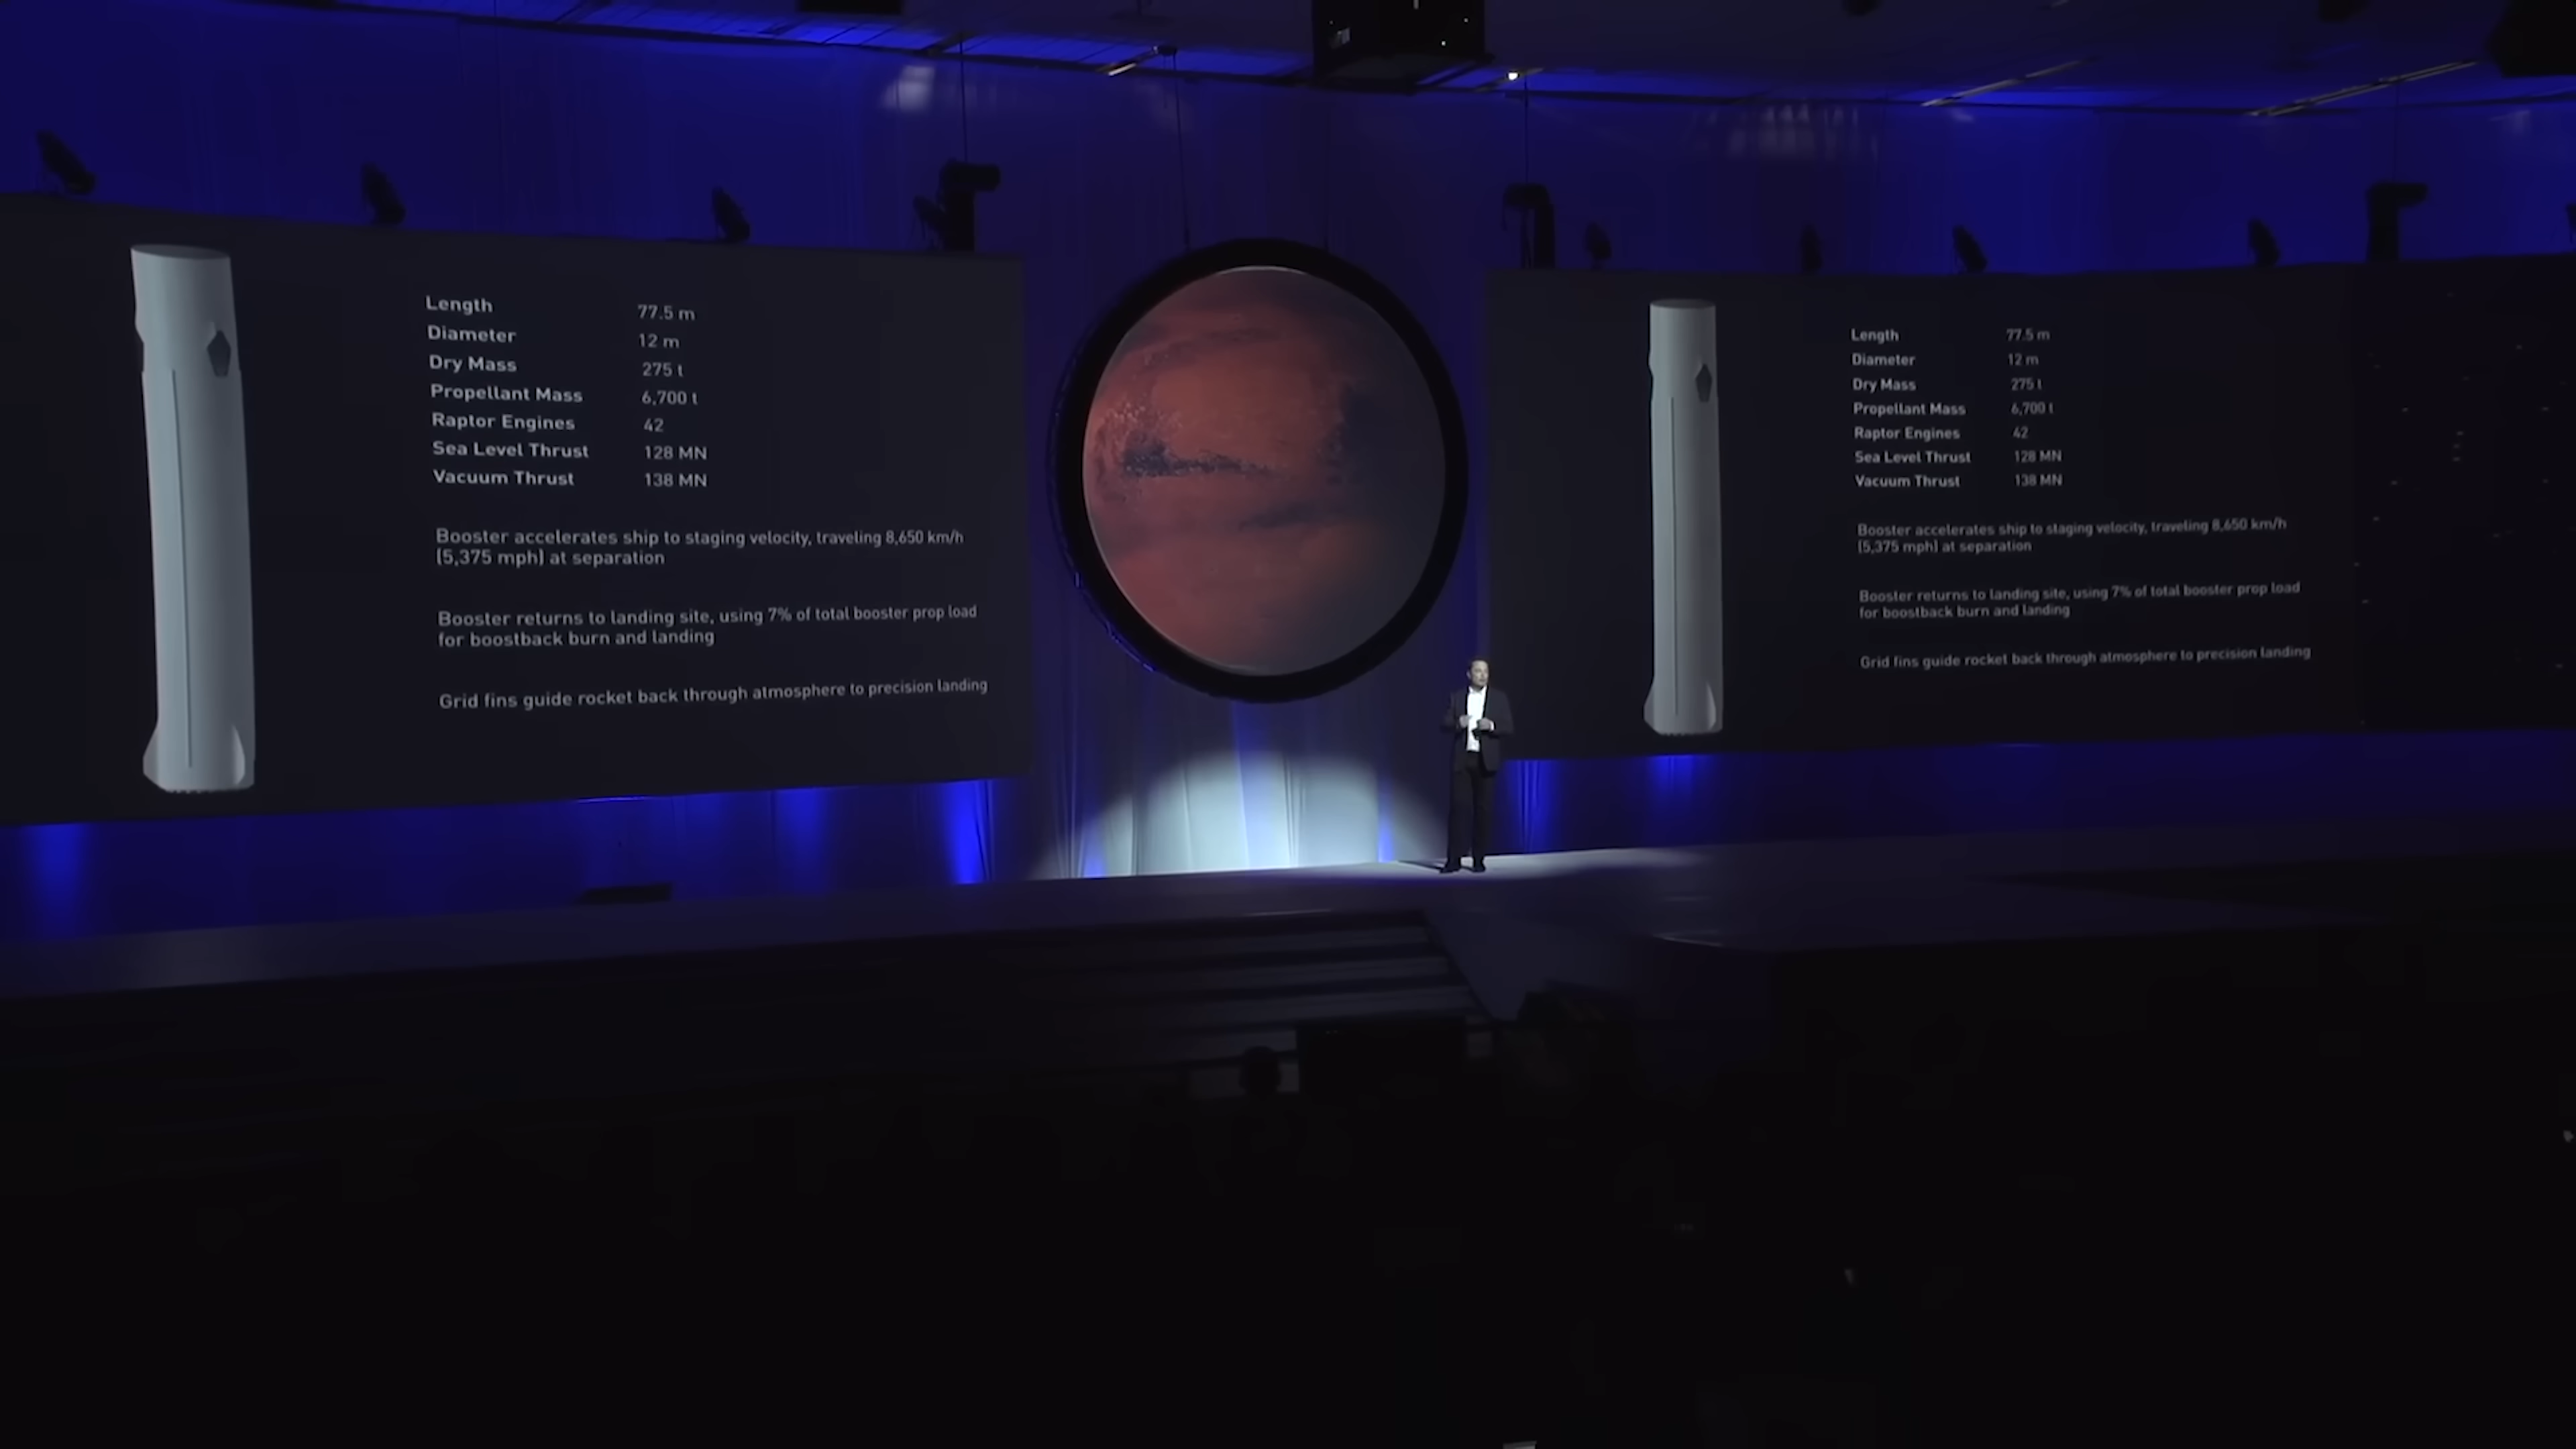 Length 77.5 m
Diameter 12 m
Dry Mass 275 t
Propellant Mass 6,700 t
Raptor Engines 42
Sea Level Thrust 128 MN
Vacuum Thrust 138 MN
Booster accelerates ship to staging velocity, traveling 8,650 km/h
(5,375 mph) at separation
Booster returns to landing site, using 7% of total booster prop load
for boostback burn and landing
Grid fins guide rocket back through atmosphere to precision landing
Length 77.5 m
Diameter 12 m
Dry Mass 275 t
Propellant Mass 6,700 t
Raptor Engines 42
Sea Level Thrust 128 MN
Vacuum Thrust 138 MN
Booster accelerates ship to staging velocity, traveling 8,650 km/h
(5,375 mph) at separation
Booster returns to landing site, using 7% of total booster prop load
for boostback burn and landing
Grid fins guide rocket back through atmosphere to precision landing